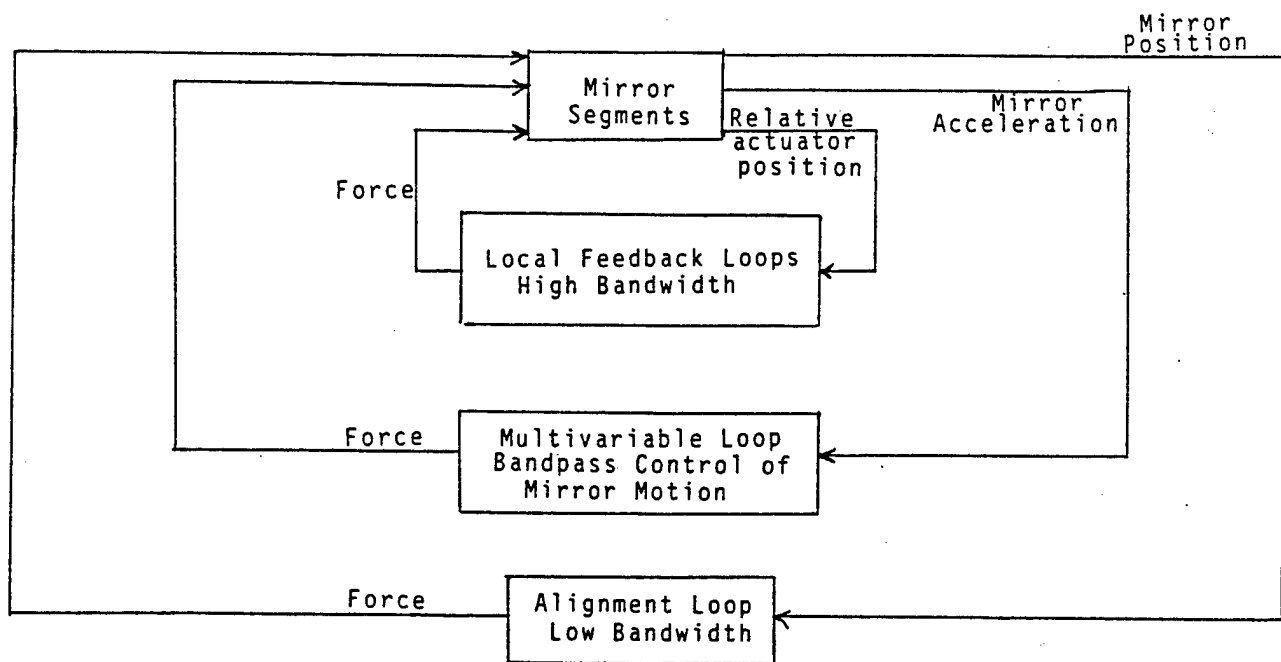 Mirror
Position
Mirror
Segments
Mirror
Acceleration
Relative
actuator
position
Force
Local Feedback Loops
High Bandwidth
Force
Multivariable Loop
Bandpass Control of
Mirror Motion
Force
Alignment Loop
Low Bandwidth